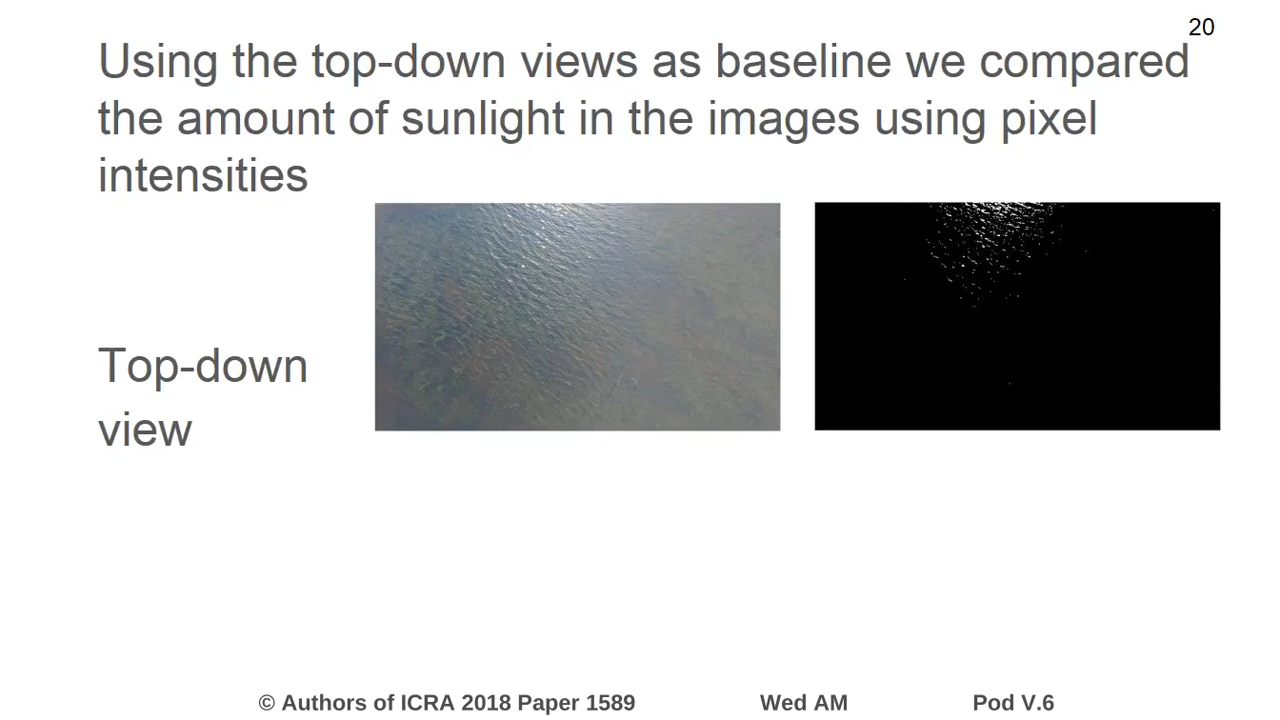 20
Using the top-down views as baseline we compared
the amount of sunlight in the images using pixel
intensities
Top-down
view
© Authors of ICRA 2018 Paper 1589 Wed AM Pod V.6